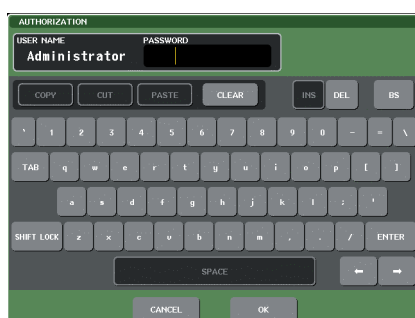 AUTHORIZATION
USER NAME PASSWORD
Administrator
COPY CUT PASTE CLEAR INS DEL BS
` 1 2 3 4 5 6 7 8 9 0 - = \
TAB q w e r t y u i o p [ ]
a s d f g h j k l ; '
SHIFT LOCK z x c v b n m , . / ENTER
SPACE ← →
CANCEL OK